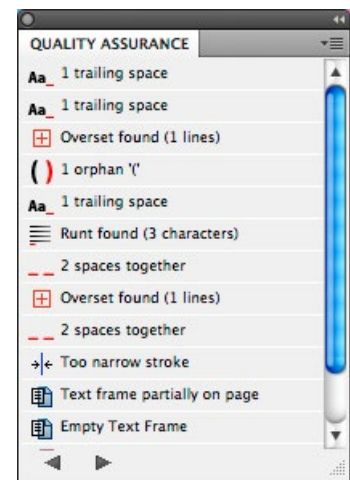 QUALITY ASSURANCE
Aa_ 1 trailing space
Aa_ 1 trailing space
Overset found (1 lines)
( ) 1 orphan '('
Aa_ 1 trailing space
Runt found (3 characters)
_ _ 2 spaces together
Overset found (1 lines)
_ _ 2 spaces together
Too narrow stroke
Text frame partially on page
Empty Text Frame